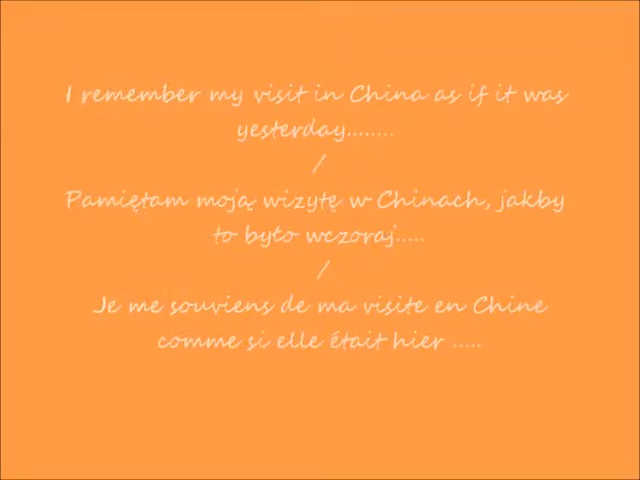 I remember my visit in China as if it was
yesterday........
/
Pamiętam moją wizytę w Chinach, jakby
to było wczoraj.....
/
Je me souviens de ma visite en Chine
comme si elle était hier .....